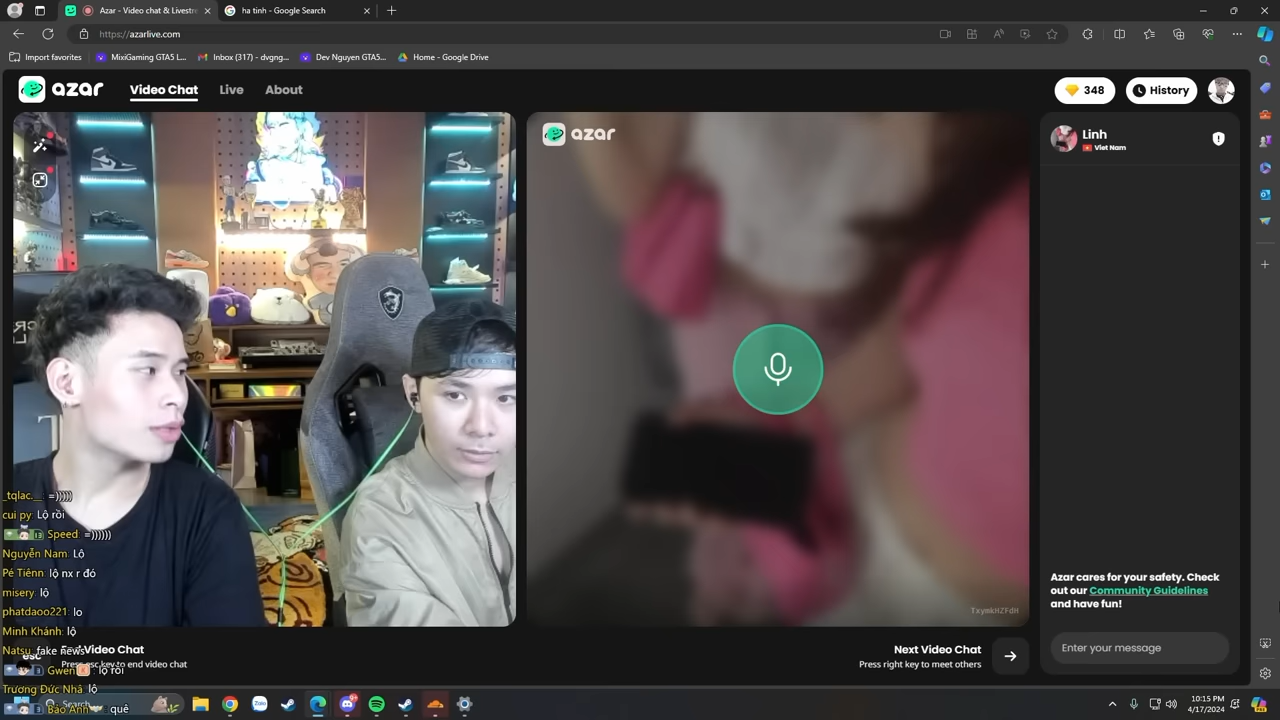 Azar - Video chat & Livestre
ha tinh - Google Search
https://azarlive.com
Import favorites
MixiGaming GTA5 L...
Inbox (317) - dvgng...
Dev Nguyen GTA5...
Home - Google Drive
azar
Video Chat
Live
About
348
History
azar
Linh
Viet Nam
_tqlac.__: =)))))
cui py: Lộ rồi
Speed: =))))))
Nguyễn Nam: Lộ
Pé Tiênn: lộ nx r đó
misery: lộ
phatdaoo221: lo
Minh Khánh: lộ
Natsu: fake news
Gwen: lộ rồi
Trương Đức Nhã: lộ
Bảo Anh: quê
esc
Video Chat
Press esc key to end video chat
TxymkHZFdH
Next Video Chat
Press right key to meet others
Azar cares for your safety. Check
out our Community Guidelines
and have fun!
Enter your message
Search
Zalo
10:15 PM
4/17/2024